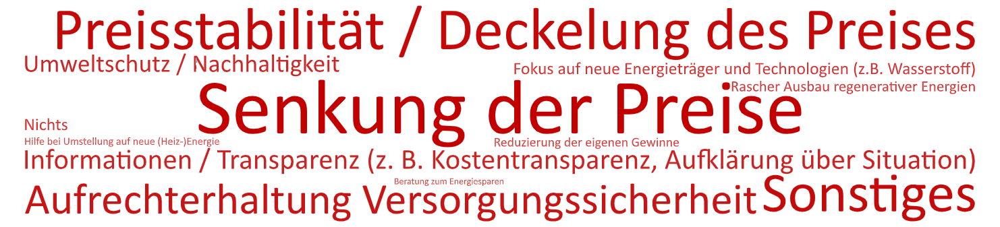 Preisstabilität / Deckelung des Preises
Umweltschutz / Nachhaltigkeit
Fokus auf neue Energieträger und Technologien (z.B. Wasserstoff)
Rascher Ausbau regenerativer Energien
Senkung der Preise
Nichts
Hilfe bei Umstellung auf neue (Heiz-)Energie
Reduzierung der eigenen Gewinne
Informationen / Transparenz (z. B. Kostentransparenz, Aufklärung über Situation)
Beratung zum Energiesparen
Aufrechterhaltung Versorgungssicherheit
Sonstiges